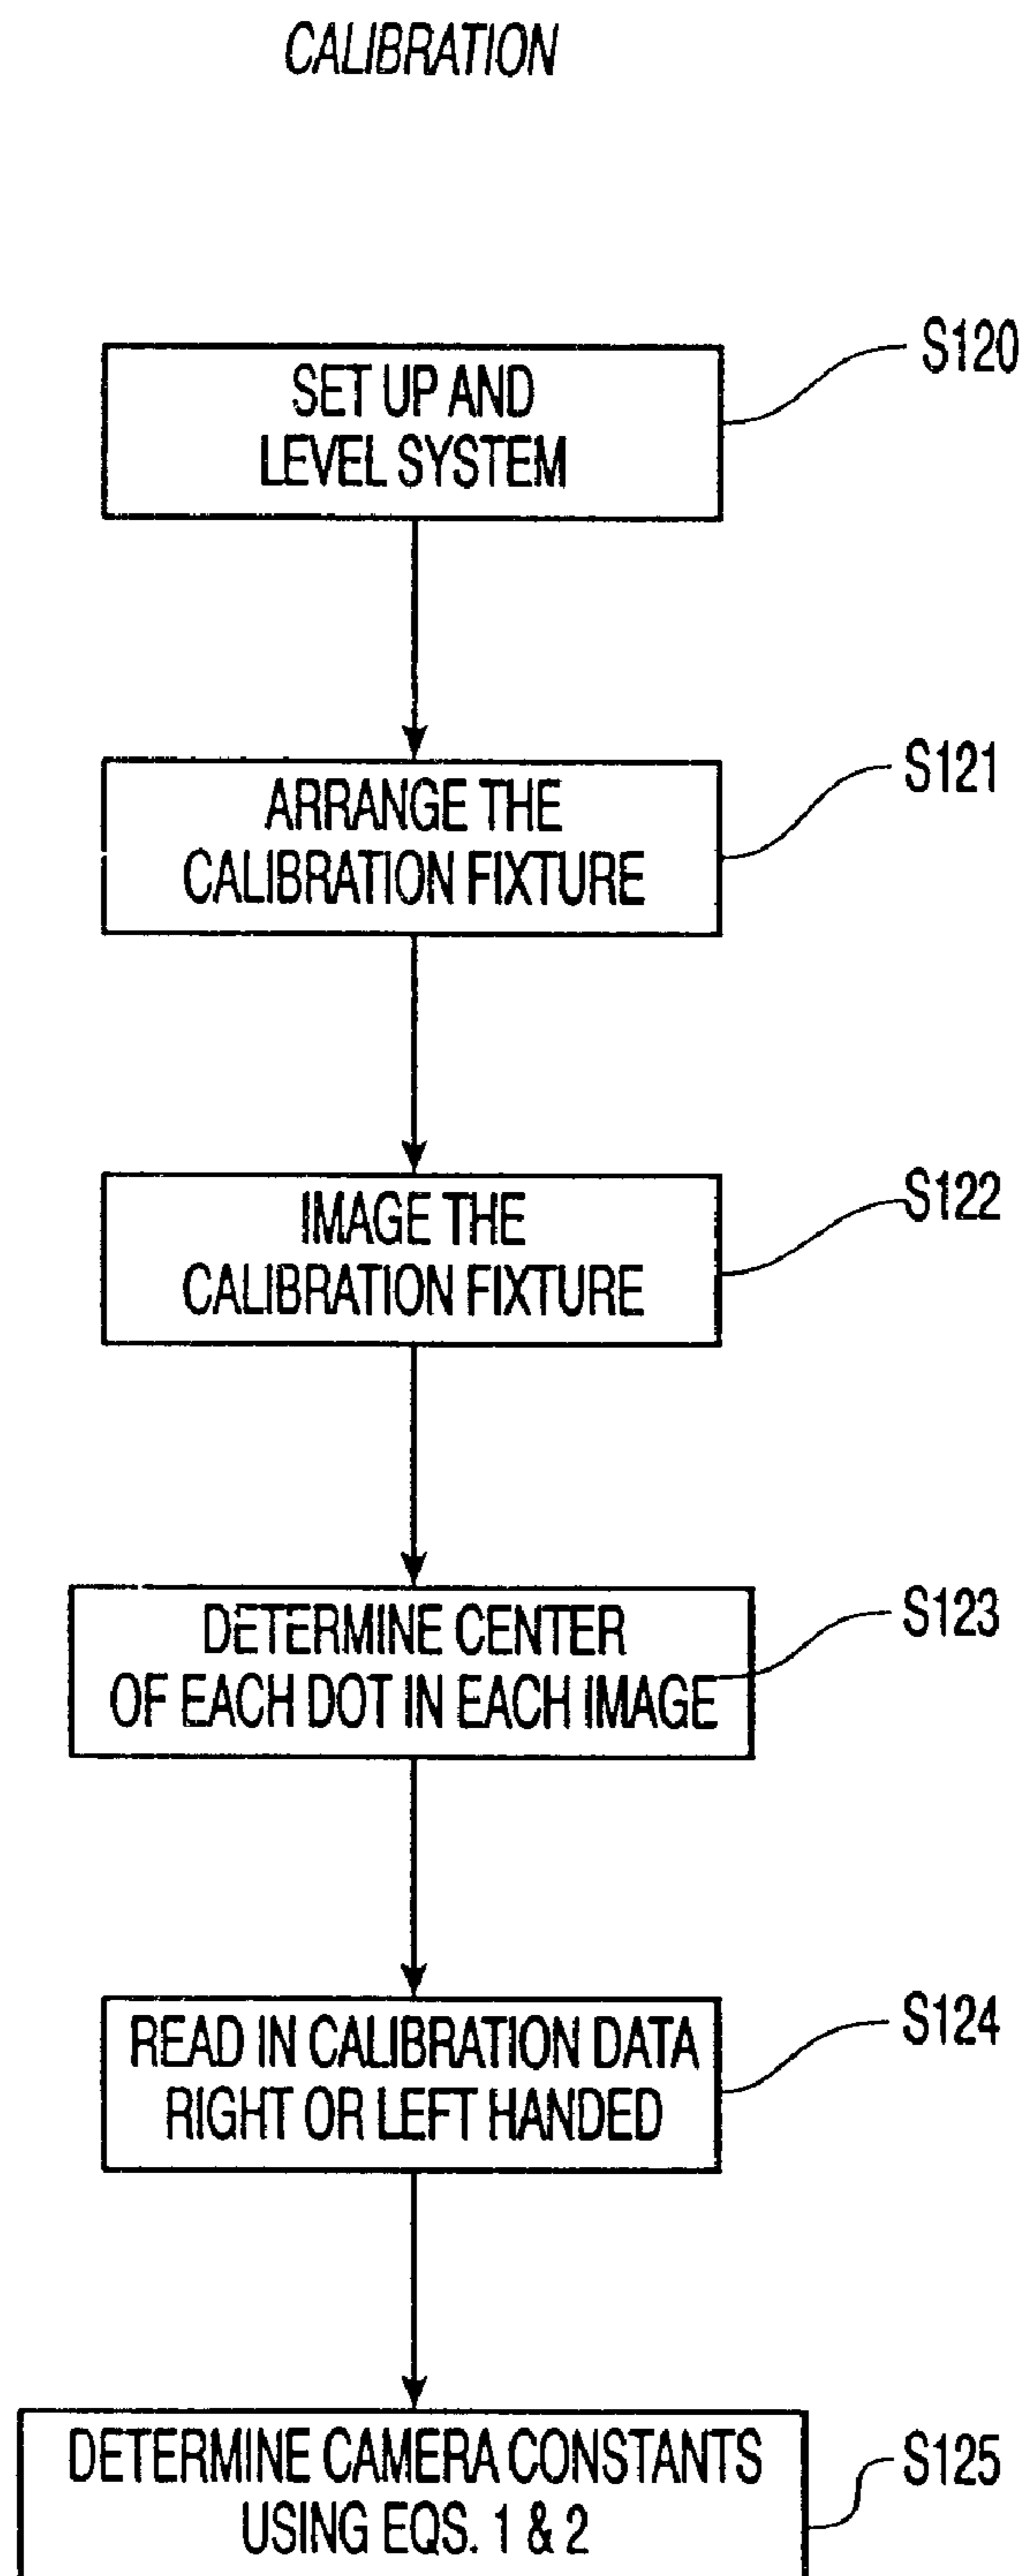 CALIBRATION
S120
SET UP AND
LEVEL SYSTEM
S121
ARRANGE THE
CALIBRATION FIXTURE
S122
IMAGE THE
CALIBRATION FIXTURE
S123
DETERMINE CENTER
OF EACH DOT IN EACH IMAGE
S124
READ IN CALIBRATION DATA
RIGHT OR LEFT HANDED
S125
DETERMINE CAMERA CONSTANTS
USING EQS. 1 & 2